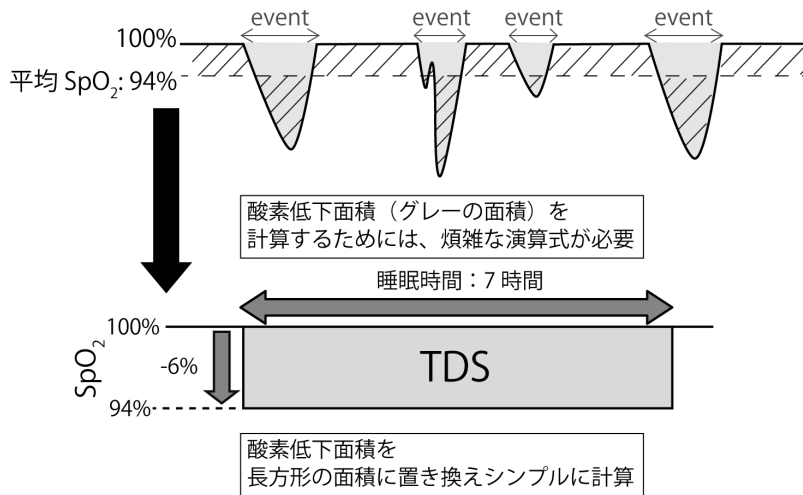 event event event event
100%
平均 SpO₂: 94%
酸素低下面積（グレーの面積）を
計算するためには、煩雑な演算式が必要
睡眠時間：7 時間
100%
SpO₂
-6%
TDS
94%
酸素低下面積を
長方形の面積に置き換えシンプルに計算